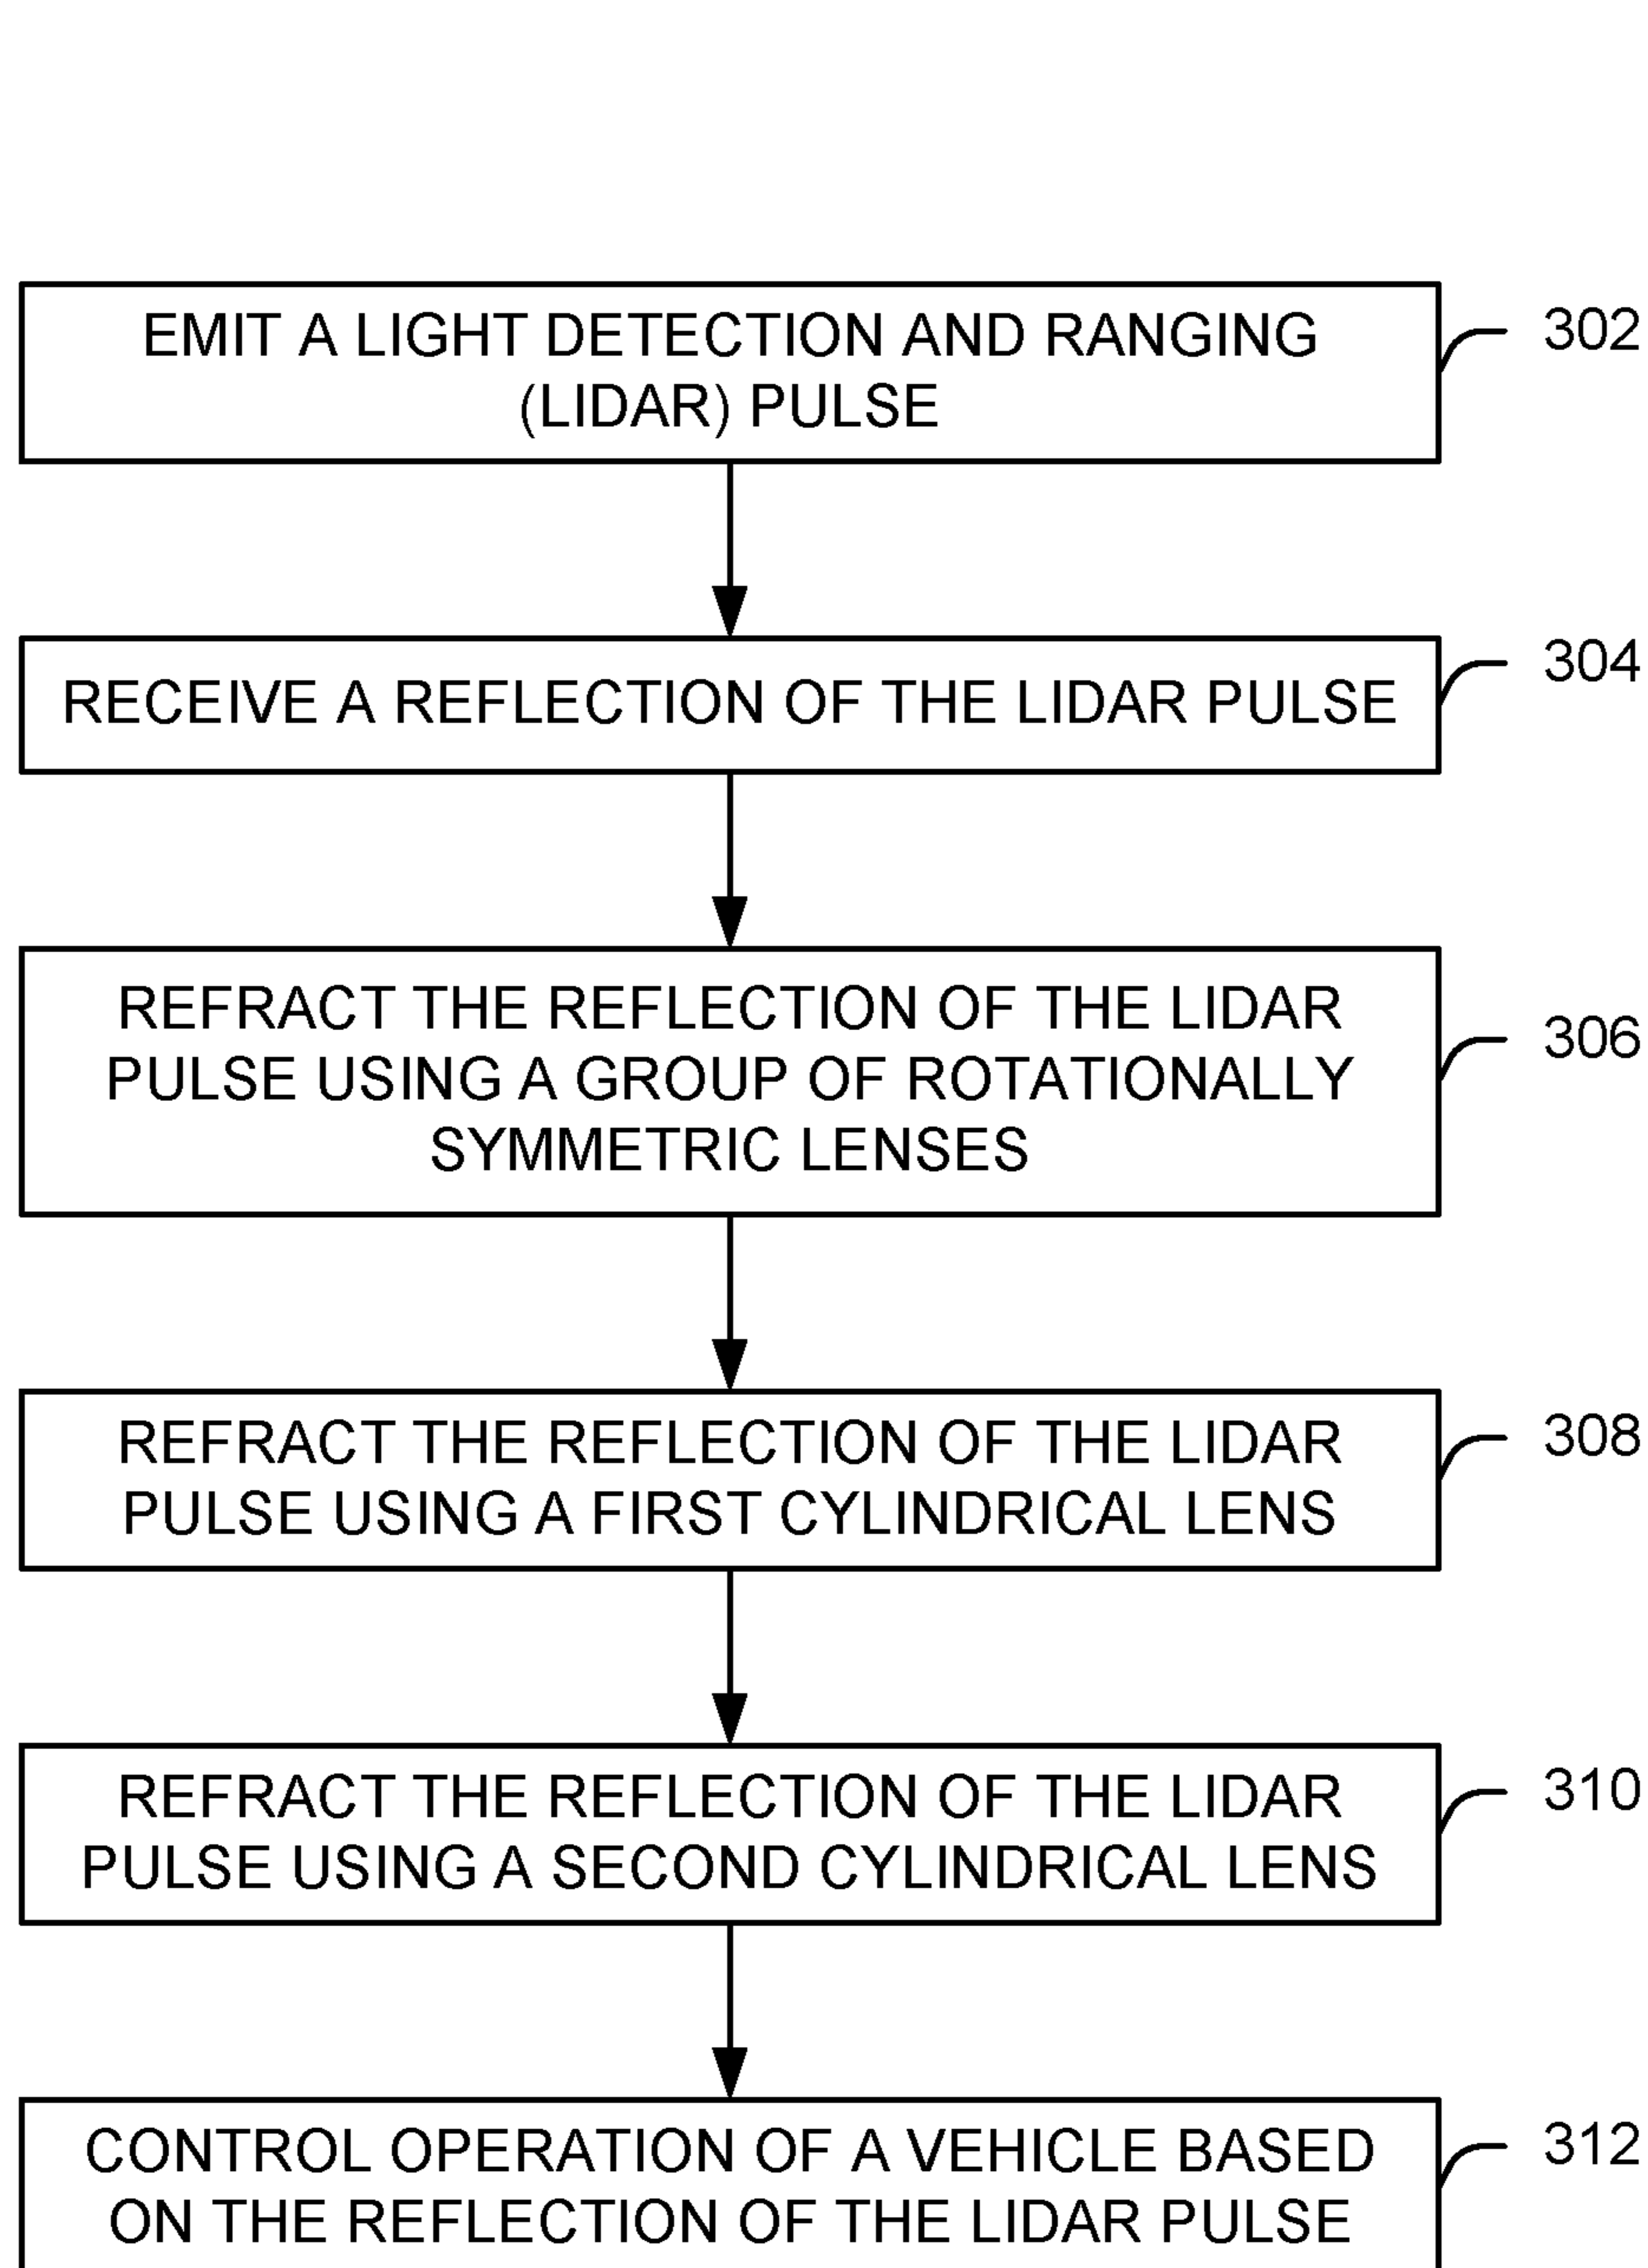 EMIT A LIGHT DETECTION AND RANGING
(LIDAR) PULSE
302
RECEIVE A REFLECTION OF THE LIDAR PULSE
304
REFRACT THE REFLECTION OF THE LIDAR
PULSE USING A GROUP OF ROTATIONALLY
SYMMETRIC LENSES
306
REFRACT THE REFLECTION OF THE LIDAR
PULSE USING A FIRST CYLINDRICAL LENS
308
REFRACT THE REFLECTION OF THE LIDAR
PULSE USING A SECOND CYLINDRICAL LENS
310
CONTROL OPERATION OF A VEHICLE BASED
ON THE REFLECTION OF THE LIDAR PULSE
312